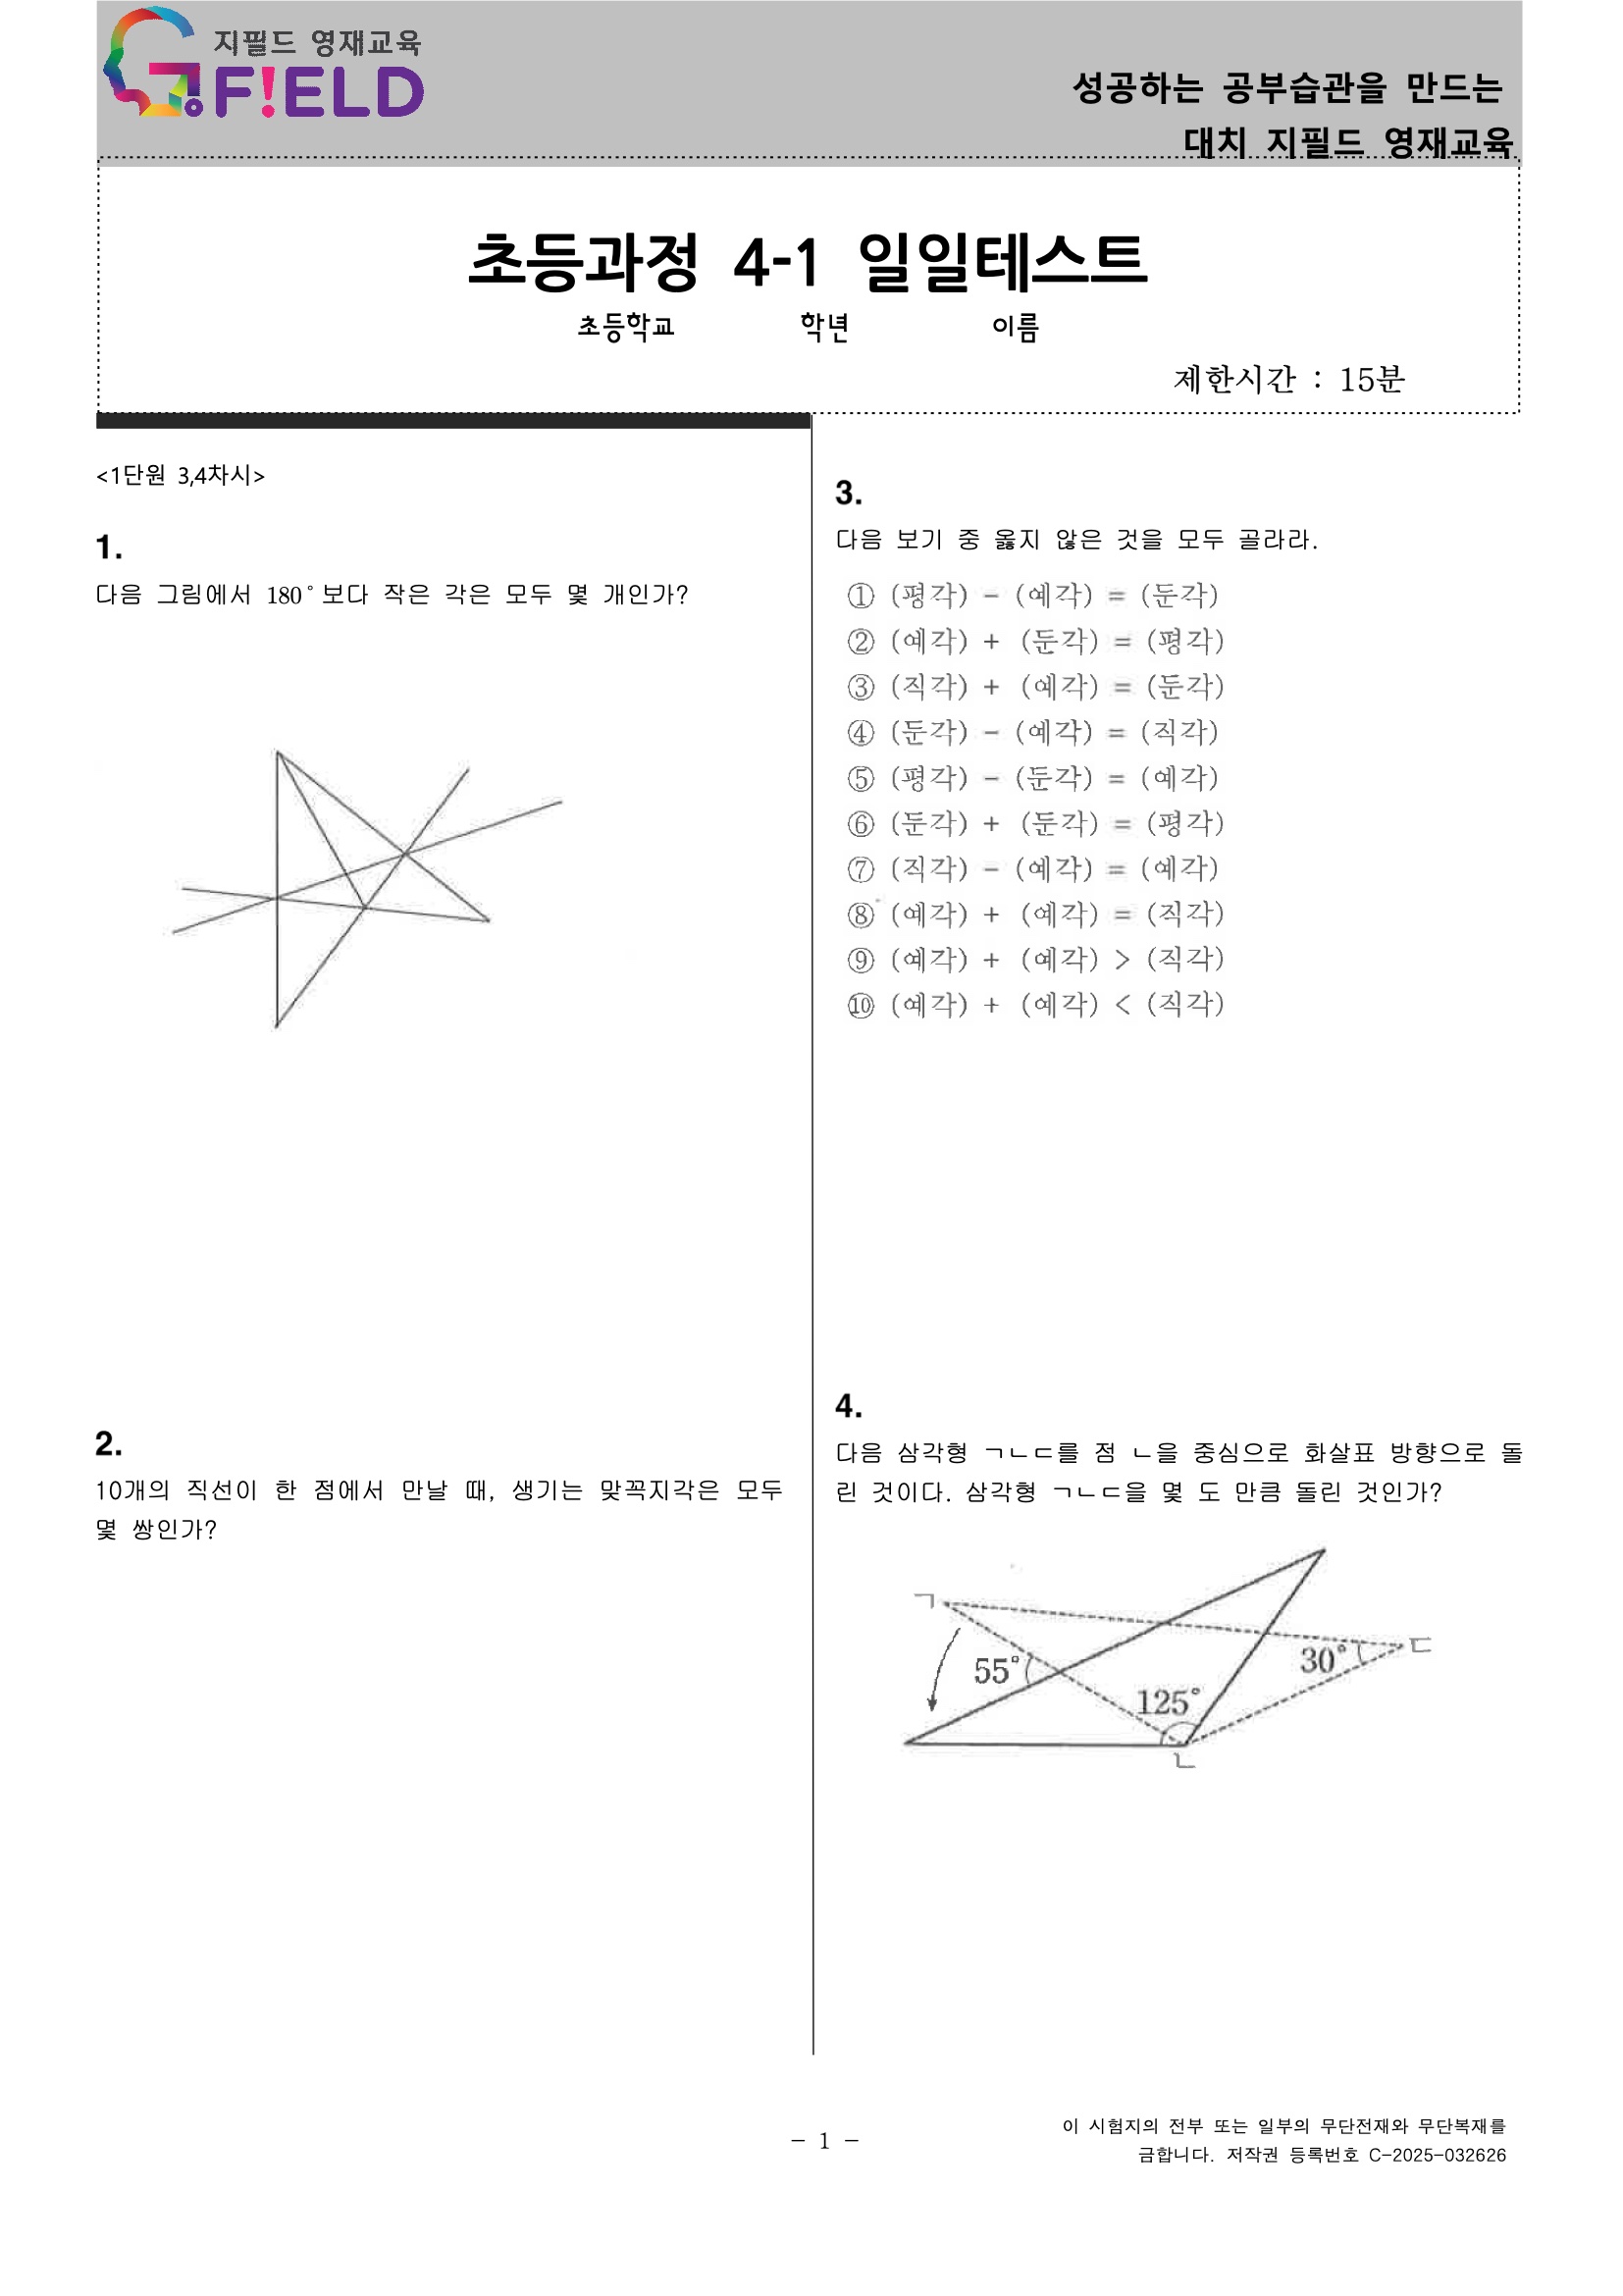 지필드 영재교육
G.F!ELD
성공하는 공부습관을 만드는
대치 지필드 영재교육
초등과정 4-1 일일테스트
초등학교 학년 이름
제한시간 : 15분
<1단원 3,4차시>
1.
다음 그림에서 180°보다 작은 각은 모두 몇 개인가?
2.
10개의 직선이 한 점에서 만날 때, 생기는 맞꼭지각은 모두
몇 쌍인가?
3.
다음 보기 중 옳지 않은 것을 모두 골라라.
① (평각) - (예각) = (둔각)
② (예각) + (둔각) = (평각)
③ (직각) + (예각) = (둔각)
④ (둔각) - (예각) = (직각)
⑤ (평각) - (둔각) = (예각)
⑥ (둔각) + (둔각) = (평각)
⑦ (직각) - (예각) = (예각)
⑧ (예각) + (예각) = (직각)
⑨ (예각) + (예각) > (직각)
⑩ (예각) + (예각) < (직각)
4.
다음 삼각형 ㄱㄴㄷ를 점 ㄴ을 중심으로 화살표 방향으로 돌
린 것이다. 삼각형 ㄱㄴㄷ을 몇 도 만큼 돌린 것인가?
ㄱ
ㄷ
30°
55°
125°
ㄴ
- 1 -
이 시험지의 전부 또는 일부의 무단전재와 무단복재를
금합니다. 저작권 등록번호 C-2025-032626